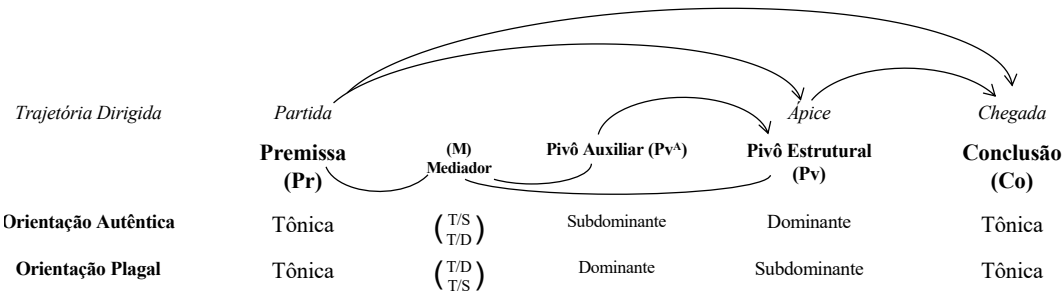 Trajetória Dirigida Partida Ápice Chegada
Premissa (M) Pivô Auxiliar (Pvᴬ) Pivô Estrutural Conclusão
(Pr) Mediador (Pv) (Co)
Orientação Autêntica Tônica (T/S T/D) Subdominante Dominante Tônica
Orientação Plagal Tônica (T/D T/S) Dominante Subdominante Tônica